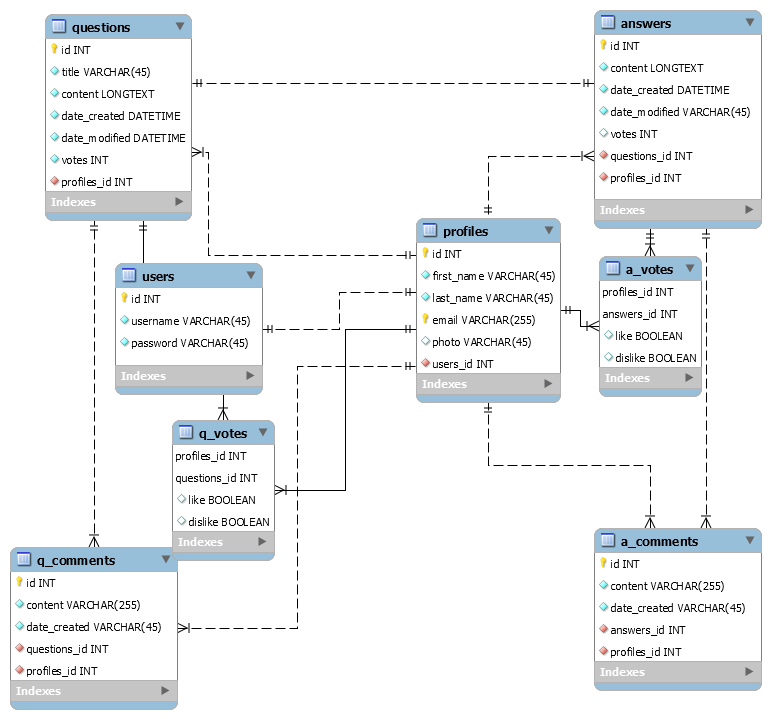 questions
id INT
title VARCHAR(45)
content LONGTEXT
date_created DATETIME
date_modified DATETIME
votes INT
profiles_id INT
Indexes
answers
id INT
content LONGTEXT
date_created DATETIME
date_modified VARCHAR(45)
votes INT
questions_id INT
profiles_id INT
Indexes
profiles
id INT
first_name VARCHAR(45)
last_name VARCHAR(45)
email VARCHAR(255)
photo VARCHAR(45)
users_id INT
Indexes
users
id INT
username VARCHAR(45)
password VARCHAR(45)
Indexes
a_votes
profiles_id INT
answers_id INT
like BOOLEAN
dislike BOOLEAN
Indexes
q_votes
profiles_id INT
questions_id INT
like BOOLEAN
dislike BOOLEAN
Indexes
q_comments
id INT
content VARCHAR(255)
date_created VARCHAR(45)
questions_id INT
profiles_id INT
Indexes
a_comments
id INT
content VARCHAR(255)
date_created VARCHAR(45)
answers_id INT
profiles_id INT
Indexes